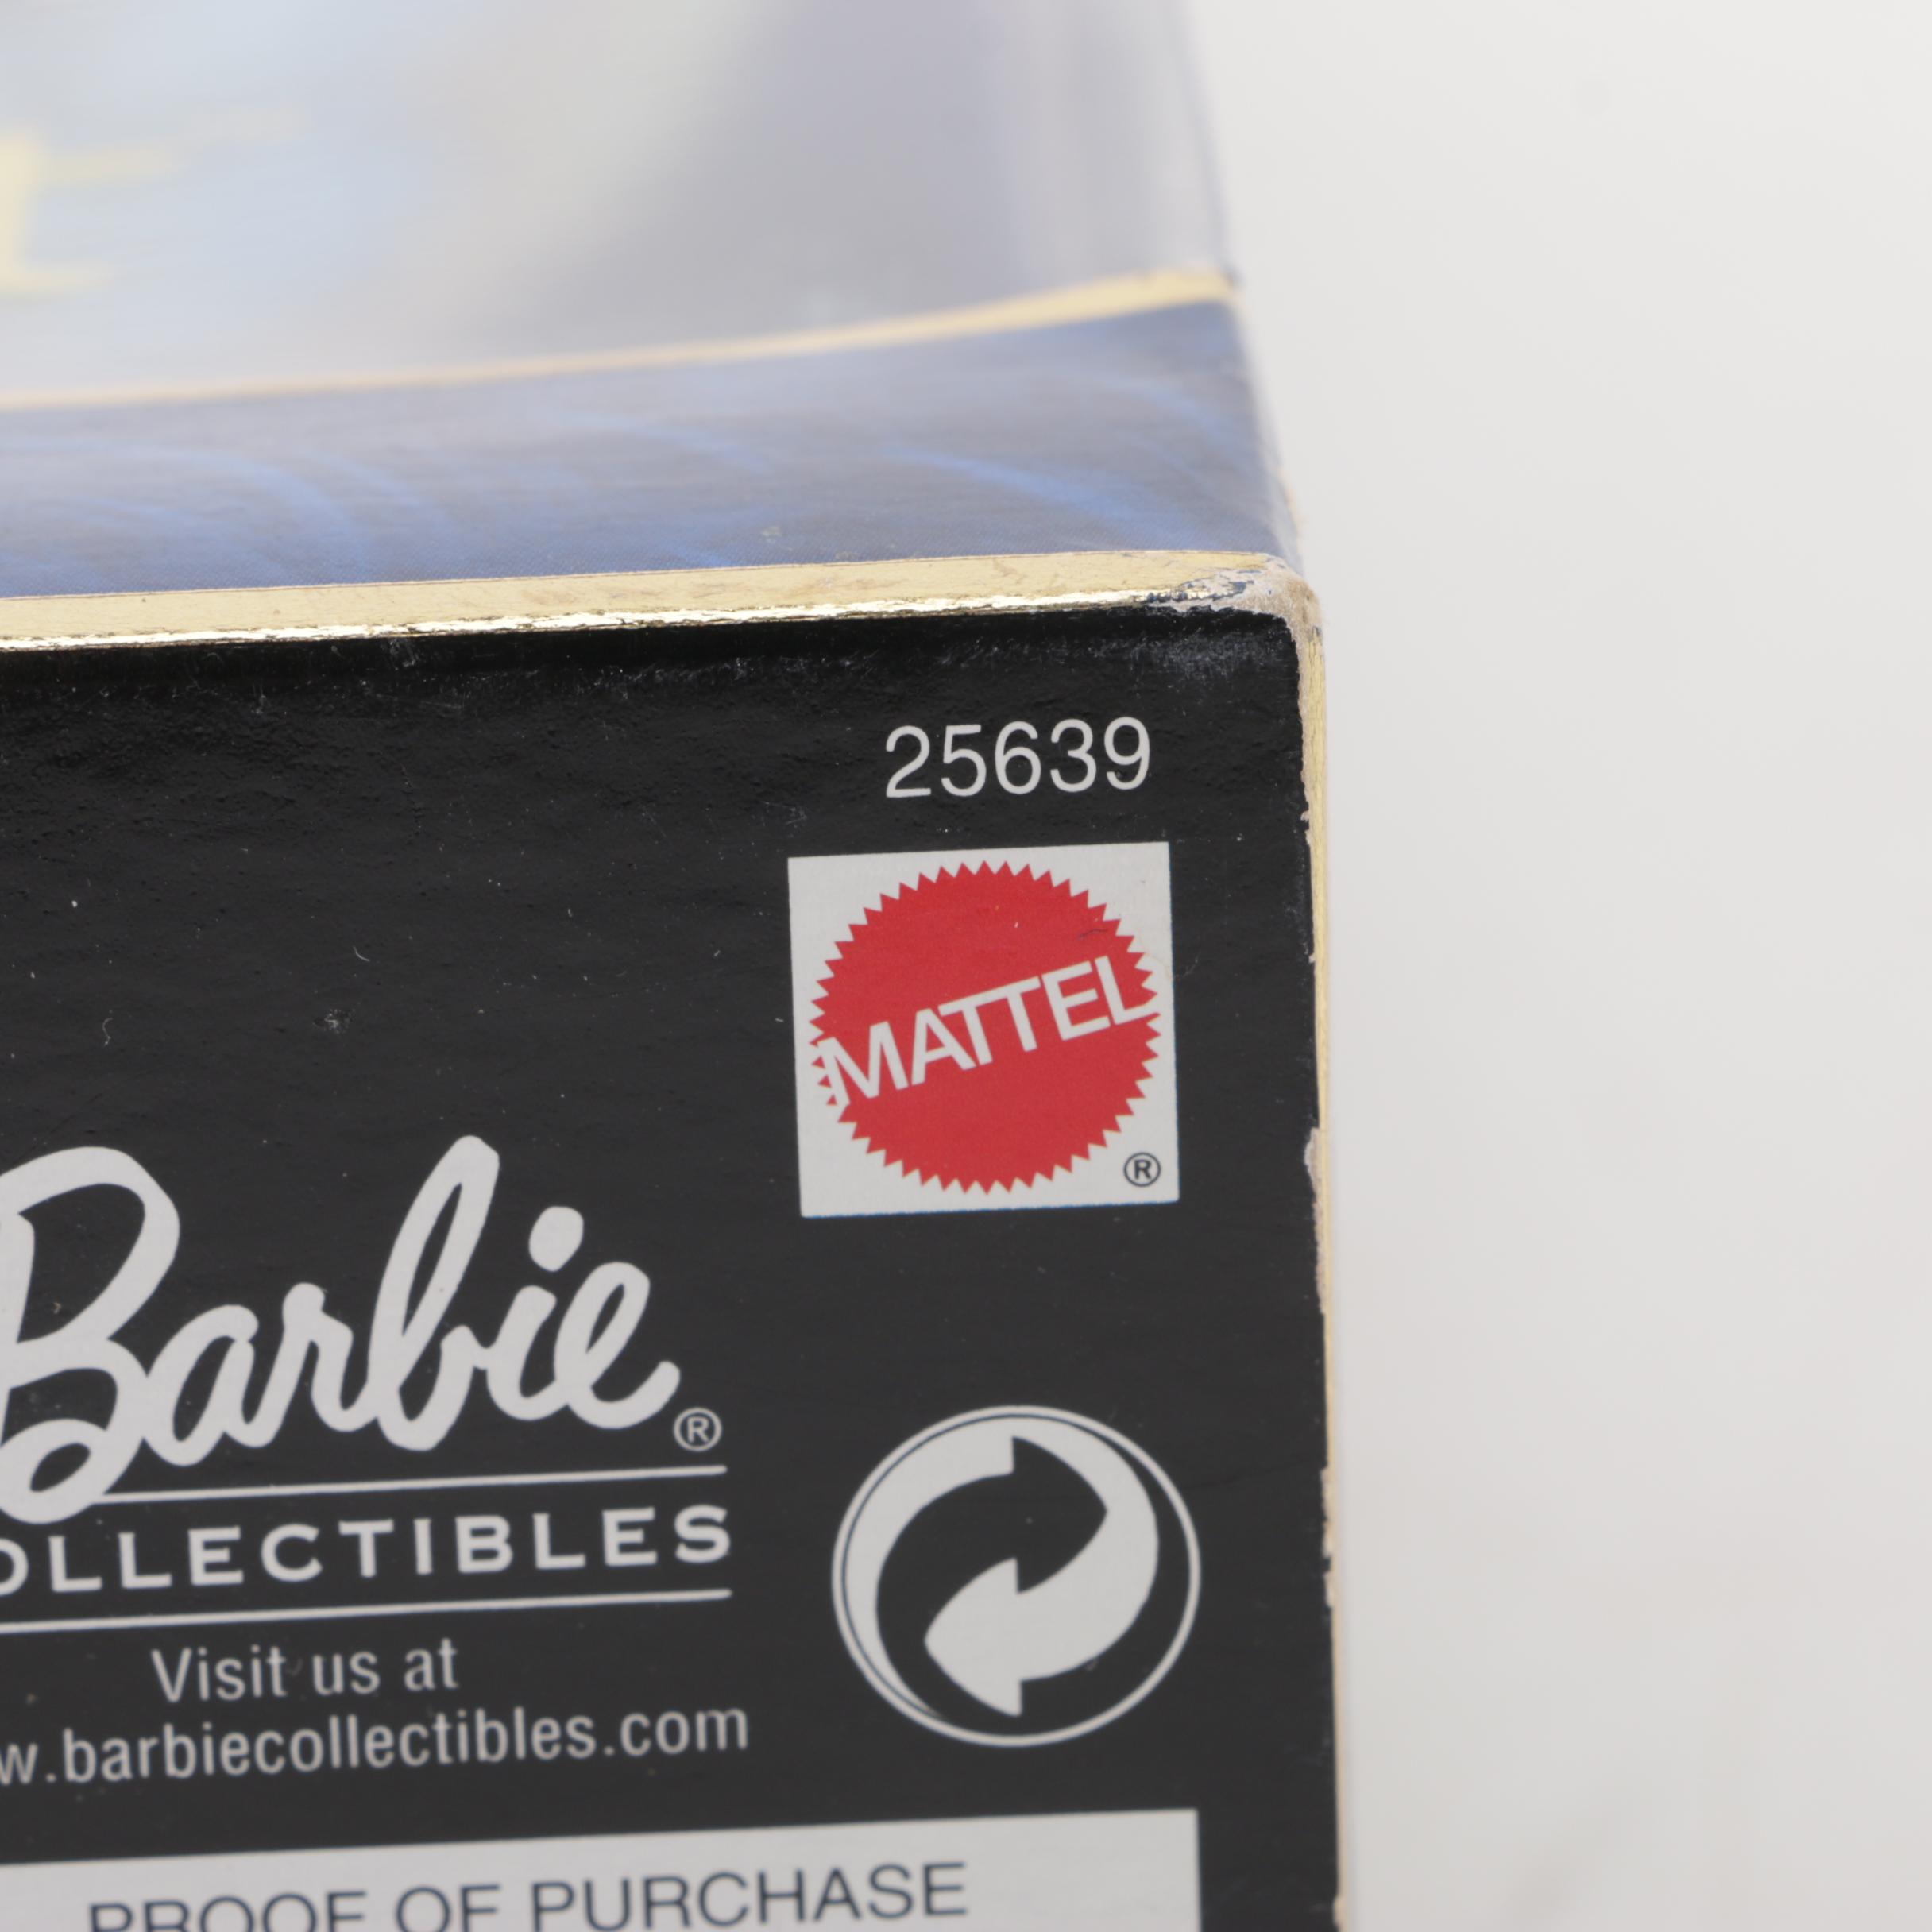 25639
MATTEL
®
Barbie®
OLLECTIBLES
Visit us at
w.barbiecollectibles.com
PROOF OF PURCHASE